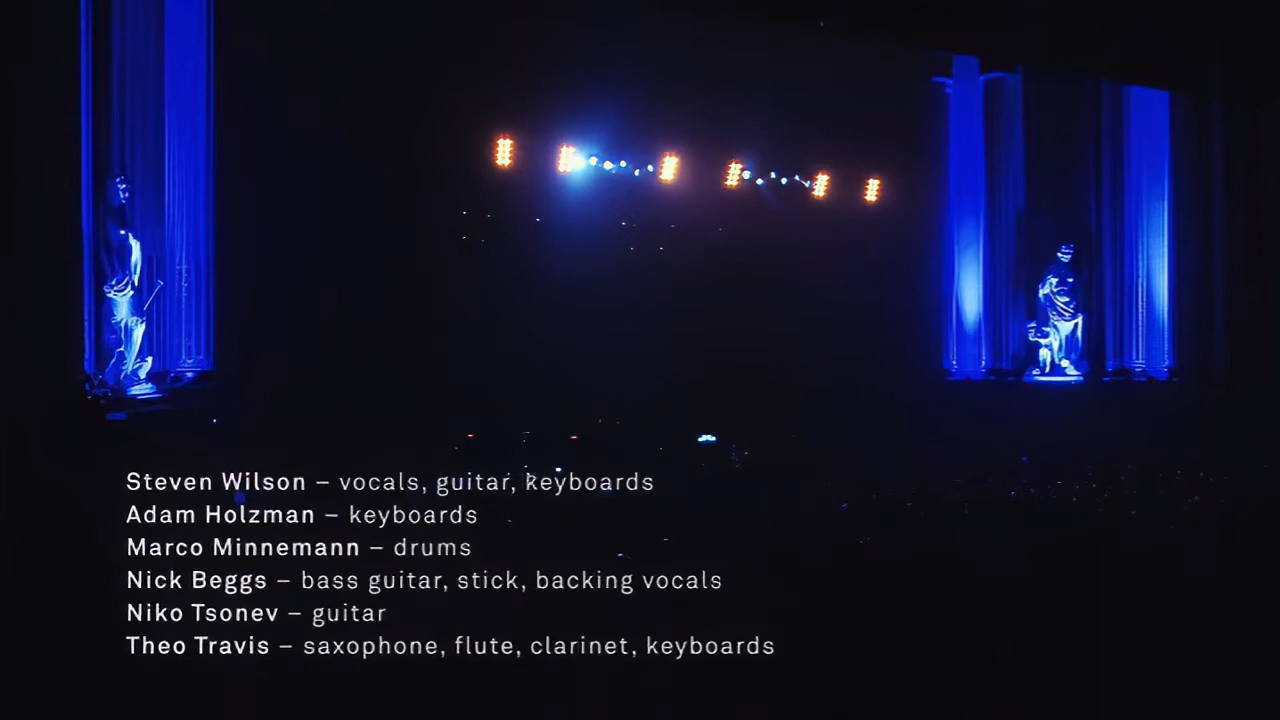 Steven Wilson – vocals, guitar, keyboards
Adam Holzman – keyboards
Marco Minnemann – drums
Nick Beggs – bass guitar, stick, backing vocals
Niko Tsonev – guitar
Theo Travis – saxophone, flute, clarinet, keyboards